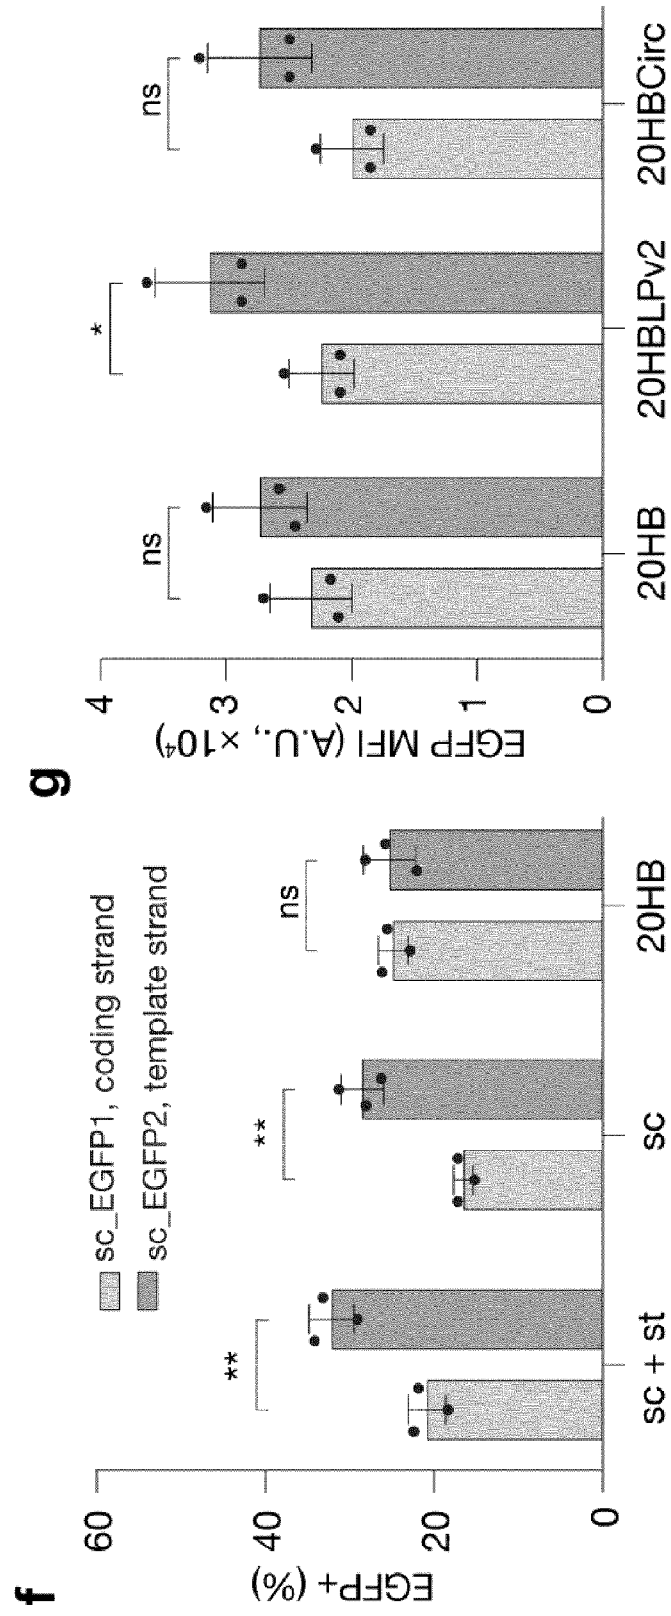 f
sc_EGFP1, coding strand
sc_EGFP2, template strand
EGFP+ (%)
60
40
20
0
**
**
ns
sc + st
sc
20HB
g
EGFP MFI (A.U., ×10⁴)
4
3
2
1
0
ns
*
ns
20HB
20HBLPv2
20HBCirc